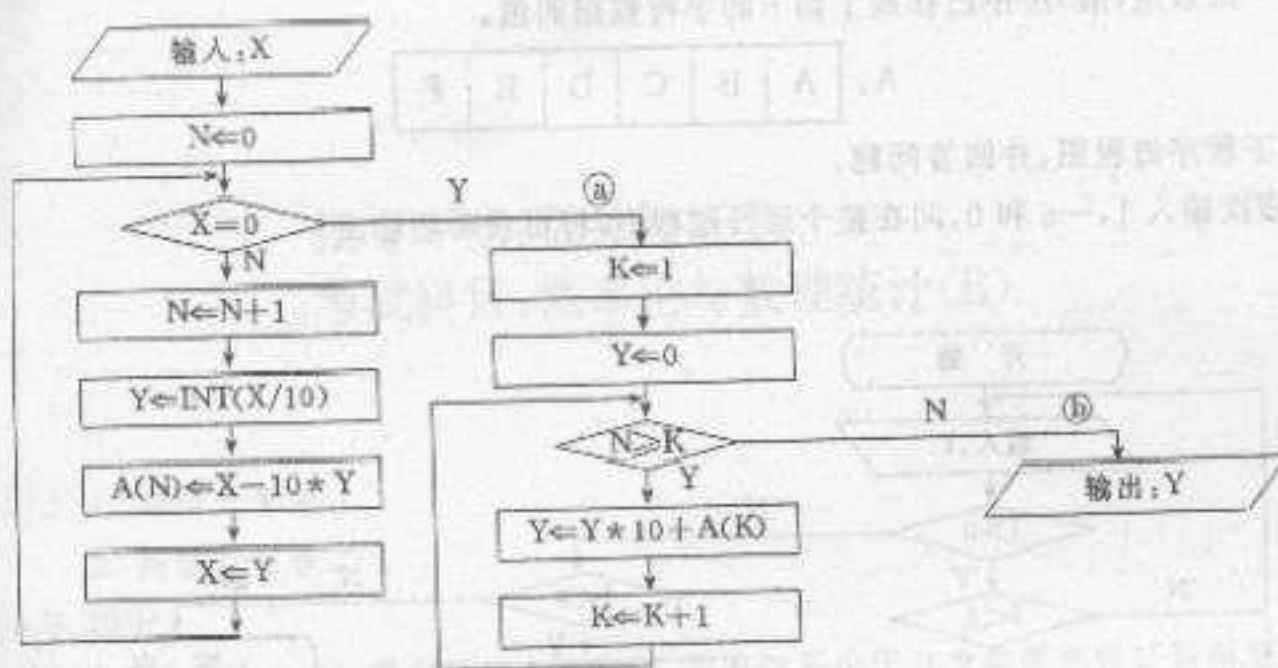 输入:X
N⇐0
X=0
Y
ⓐ
N
N⇐N+1
Y⇐INT(X/10)
A(N)⇐X-10*Y
X⇐Y
K⇐1
Y⇐0
N≥K
N
ⓑ
Y
输出:Y
Y⇐Y*10+A(K)
K⇐K+1